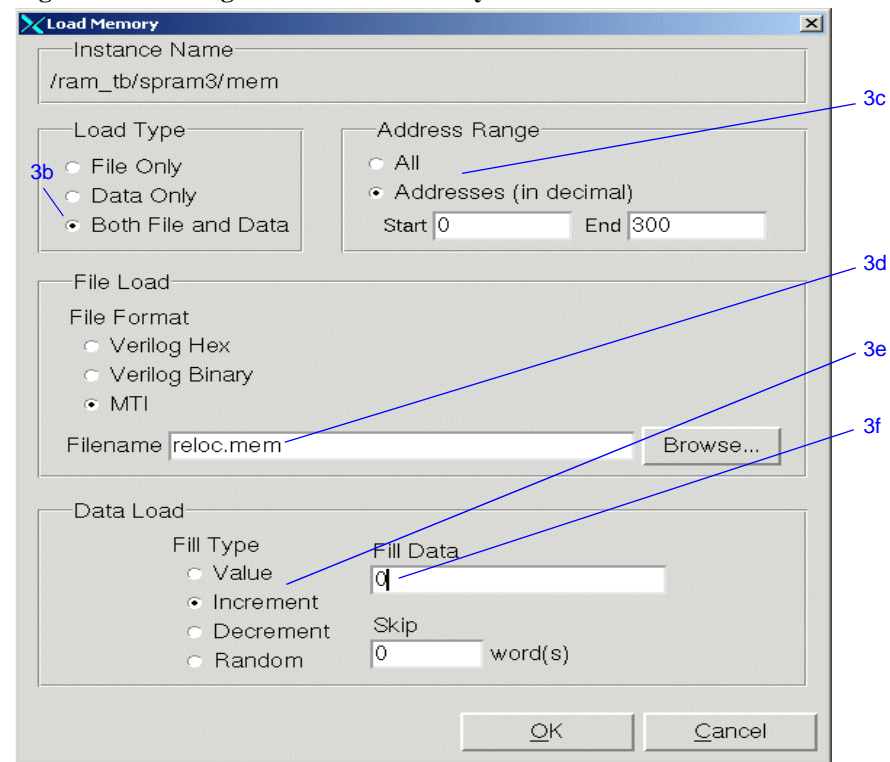 Load Memory
Instance Name
/ram_tb/spram3/mem
3c
Load Type
Address Range
3b
File Only
All
Data Only
Addresses (in decimal)
Both File and Data
Start 0 End 300
3d
File Load
File Format
Verilog Hex
3e
Verilog Binary
MTI
3f
Filename reloc.mem Browse...
Data Load
Fill Type
Fill Data
Value
0
Increment
Decrement
Skip
Random
0 word(s)
OK Cancel